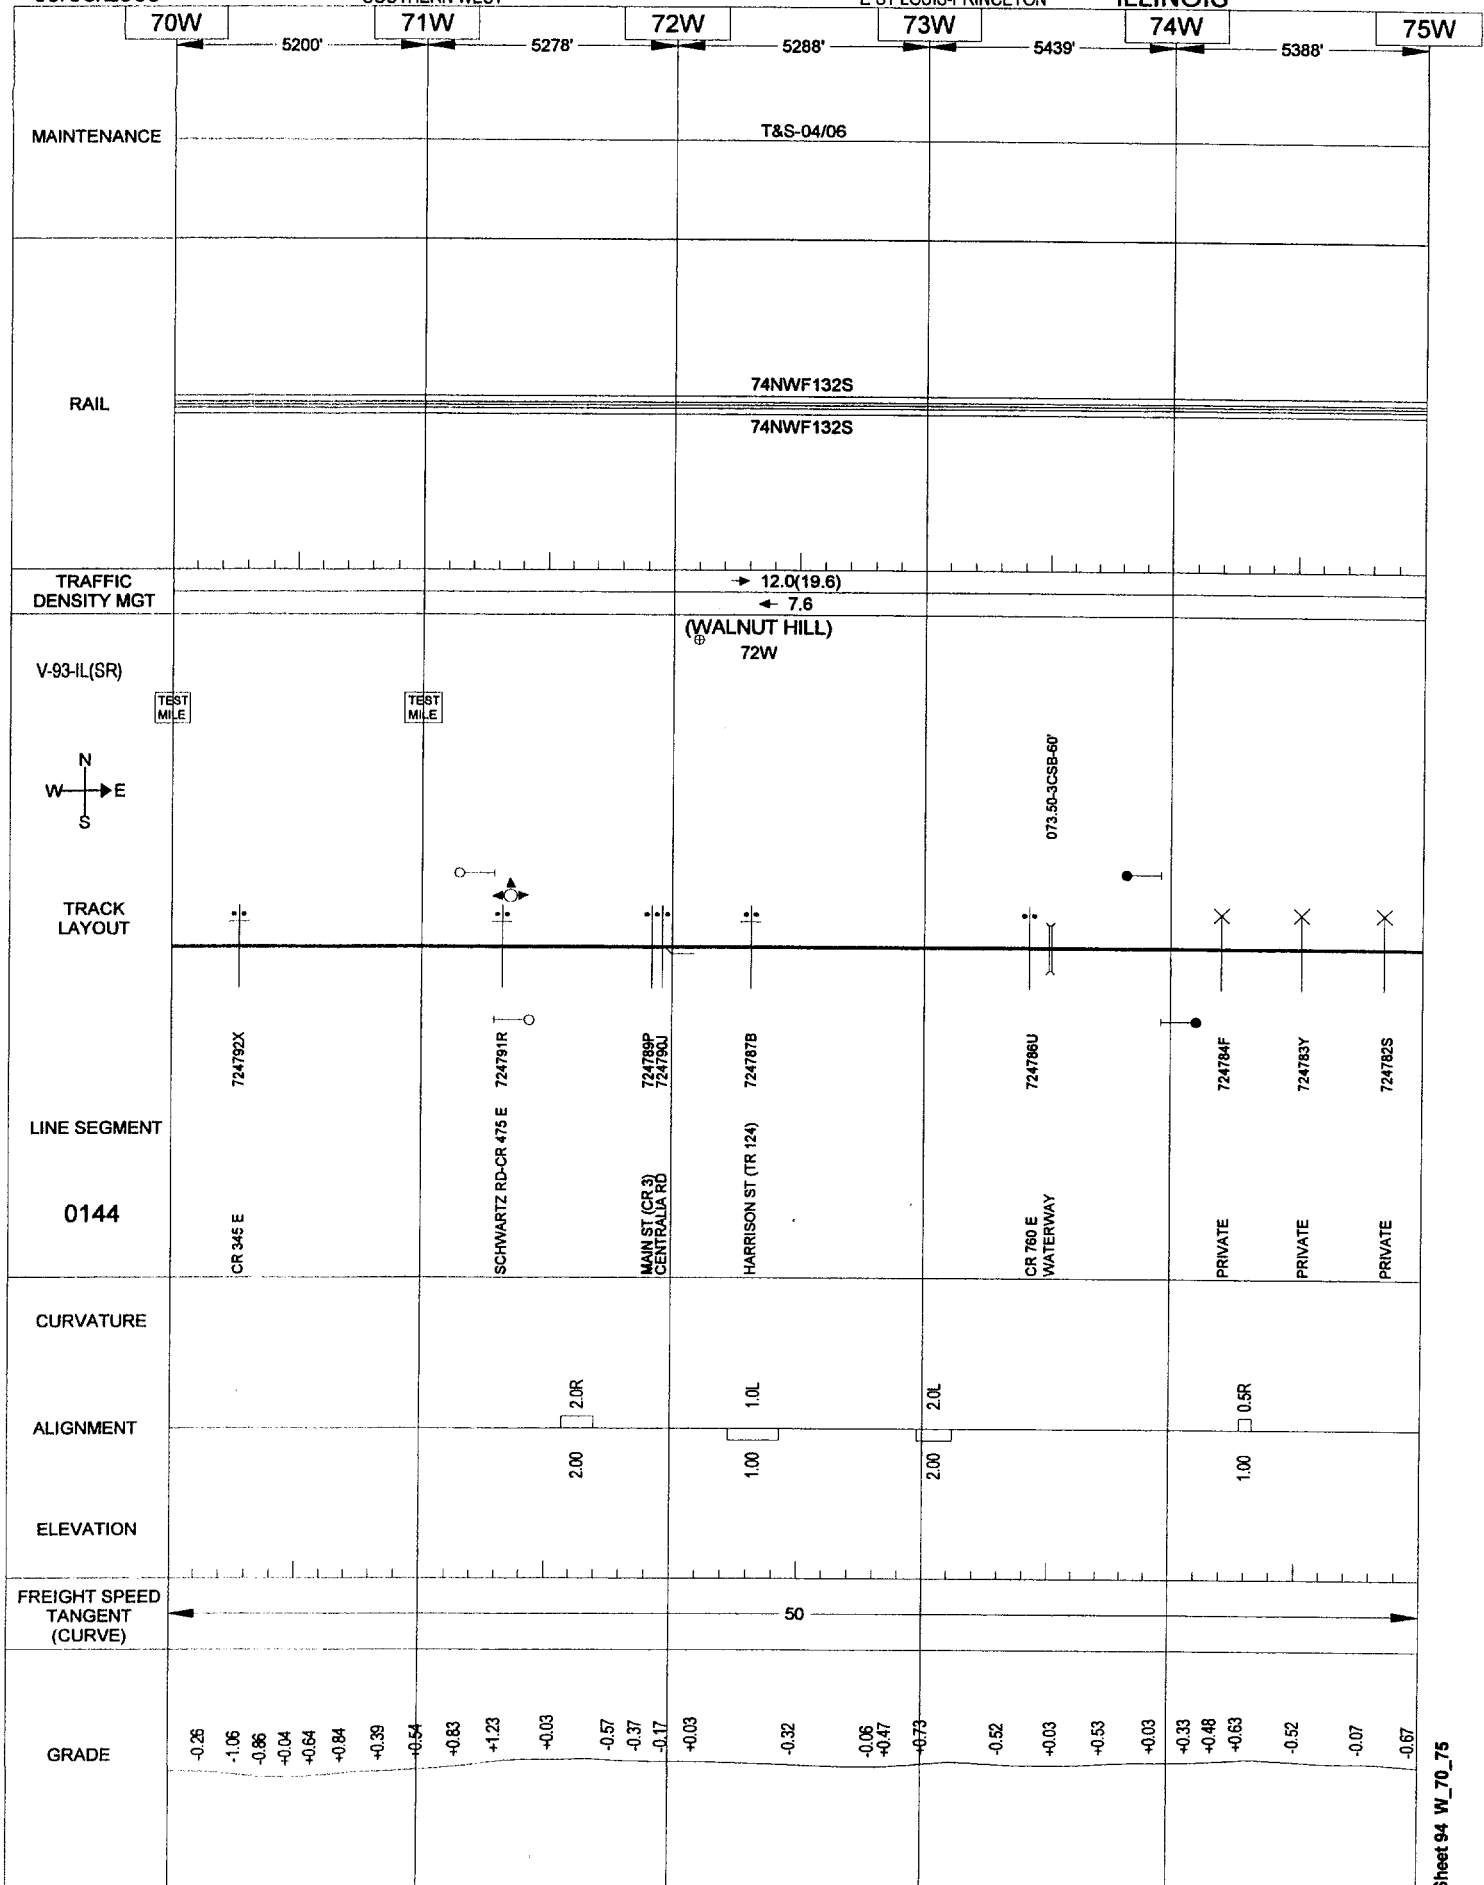 SOUTHERN WEST
E ST LOUIS-PRINCETON ILLINOIS
70W 71W 72W 73W 74W 75W
5200' 5278' 5288' 5439' 5388'
MAINTENANCE
T&S-04/06
RAIL
74NWF132S
74NWF132S
TRAFFIC
DENSITY MGT
12.0(19.6)
7.6
(WALNUT HILL)
72W
V-93-IL(SR)
TEST
MILE
TEST
MILE
N
W E
S
073.50-3CSB-60'
TRACK
LAYOUT
724792X
724791R
724789P
724790J
724787B
724786U
724784F
724783Y
724782S
LINE SEGMENT
0144
CR 345 E
SCHWARTZ RD-CR 475 E
MAIN ST (CR 3)
CENTRALIA RD
HARRISON ST (TR 124)
CR 760 E
WATERWAY
PRIVATE
PRIVATE
PRIVATE
CURVATURE
2.0R 1.0L 2.0L 0.5R
ALIGNMENT
2.00 1.00 2.00 1.00
ELEVATION
FREIGHT SPEED
TANGENT
(CURVE)
50
GRADE
-0.26
-1.06
-0.86
+0.04
+0.64
+0.84
+0.39
+0.54
+0.83
+1.23
+0.03
-0.57
-0.37
-0.17
+0.03
-0.32
-0.06
+0.47
+0.73
-0.52
+0.03
+0.53
+0.03
+0.33
+0.48
+0.63
-0.52
-0.07
-0.67
Sheet 94 W_70_75